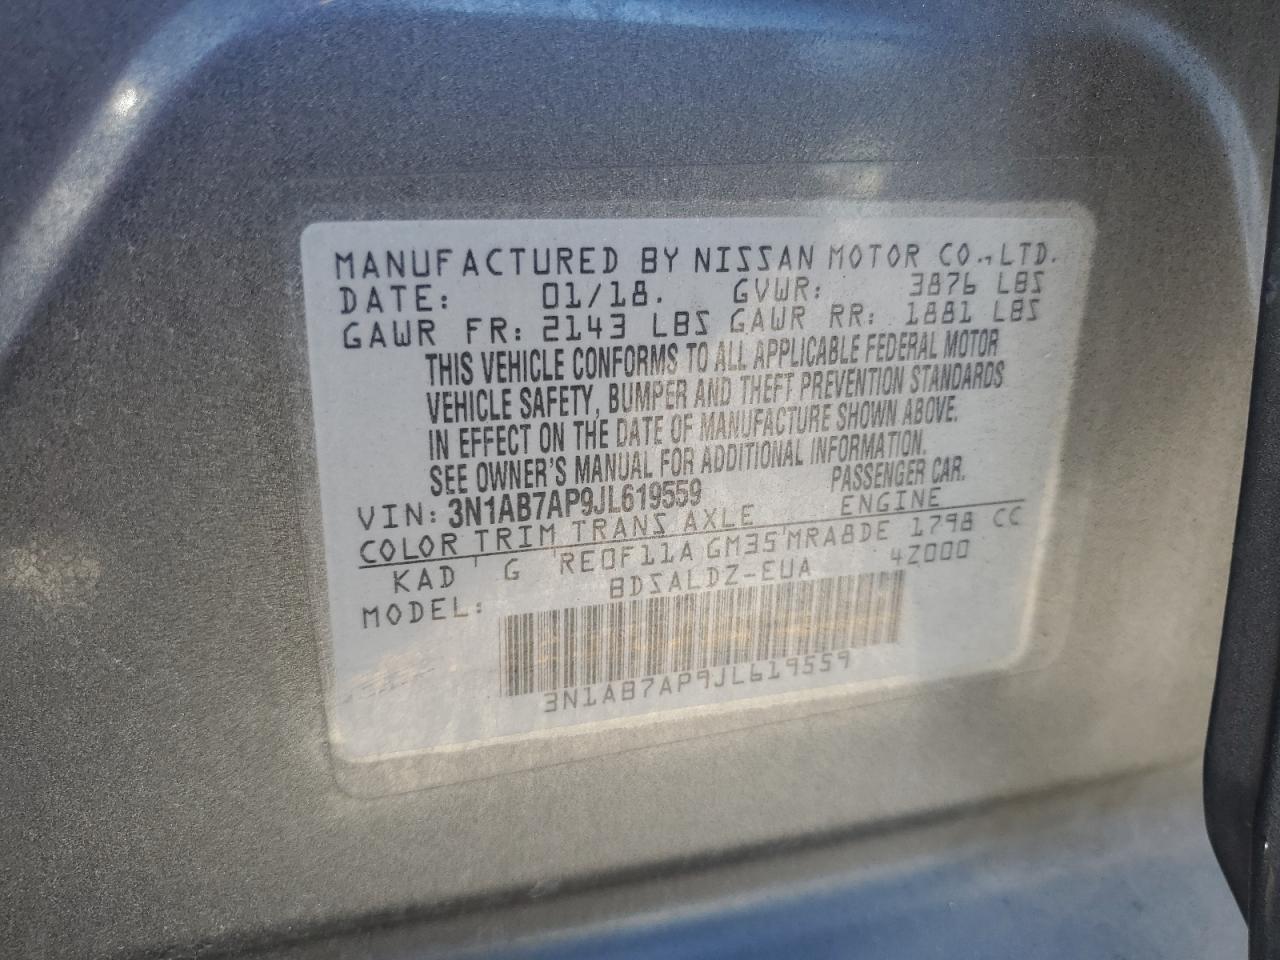 MANUFACTURED BY NISSAN MOTOR CO., LTD.
DATE: 01/18. GVWR: 3876 LBS
GAWR FR: 2143 LBS GAWR RR: 1881 LBS
THIS VEHICLE CONFORMS TO ALL APPLICABLE FEDERAL MOTOR
VEHICLE SAFETY, BUMPER AND THEFT PREVENTION STANDARDS
IN EFFECT ON THE DATE OF MANUFACTURE SHOWN ABOVE.
SEE OWNER'S MANUAL FOR ADDITIONAL INFORMATION.
PASSENGER CAR.
VIN: 3N1AB7AP9JL619559
COLOR TRIM TRANS AXLE ENGINE
KAD G RE0F11A GM35 MRA8DE 1798 CC
MODEL: BDSALDZ-EUA 4Z000
3N1AB7AP9JL619559